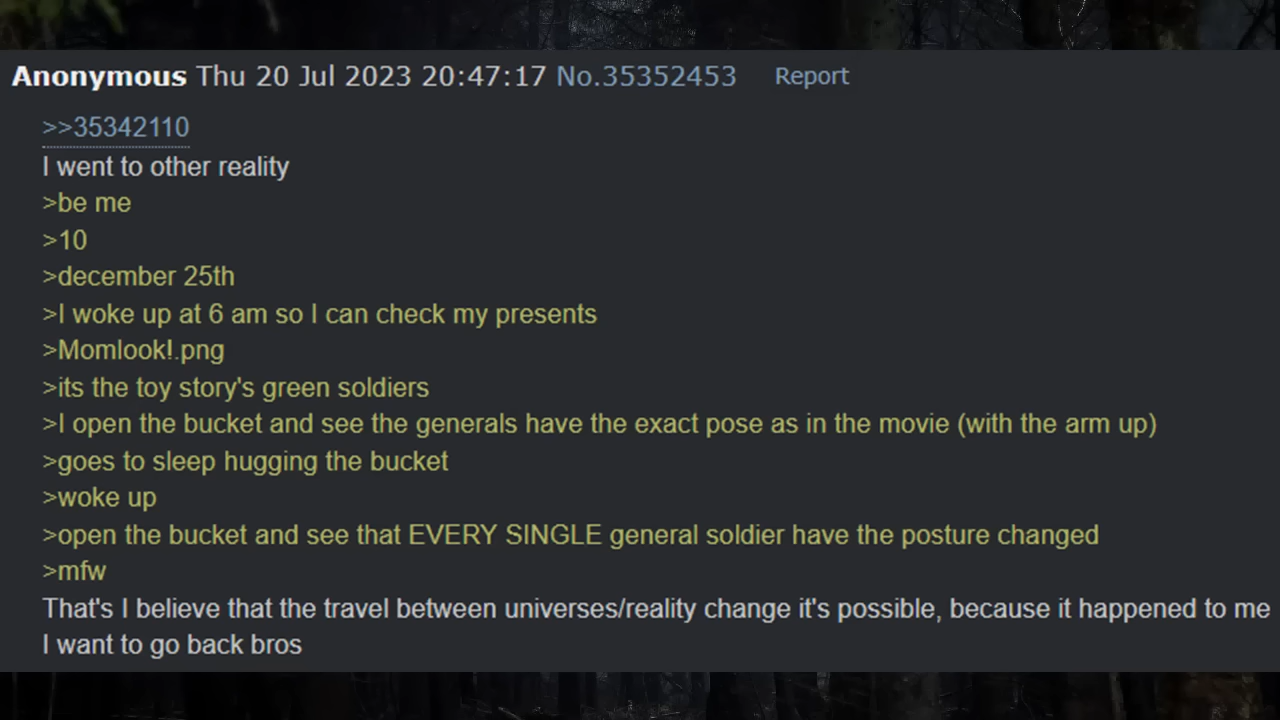 Anonymous Thu 20 Jul 2023 20:47:17 No.35352453 Report
>>35342110
I went to other reality
>be me
>10
>december 25th
>I woke up at 6 am so I can check my presents
>Momlook!.png
>its the toy story's green soldiers
>I open the bucket and see the generals have the exact pose as in the movie (with the arm up)
>goes to sleep hugging the bucket
>woke up
>open the bucket and see that EVERY SINGLE general soldier have the posture changed
>mfw
That's I believe that the travel between universes/reality change it's possible, because it happened to me
I want to go back bros